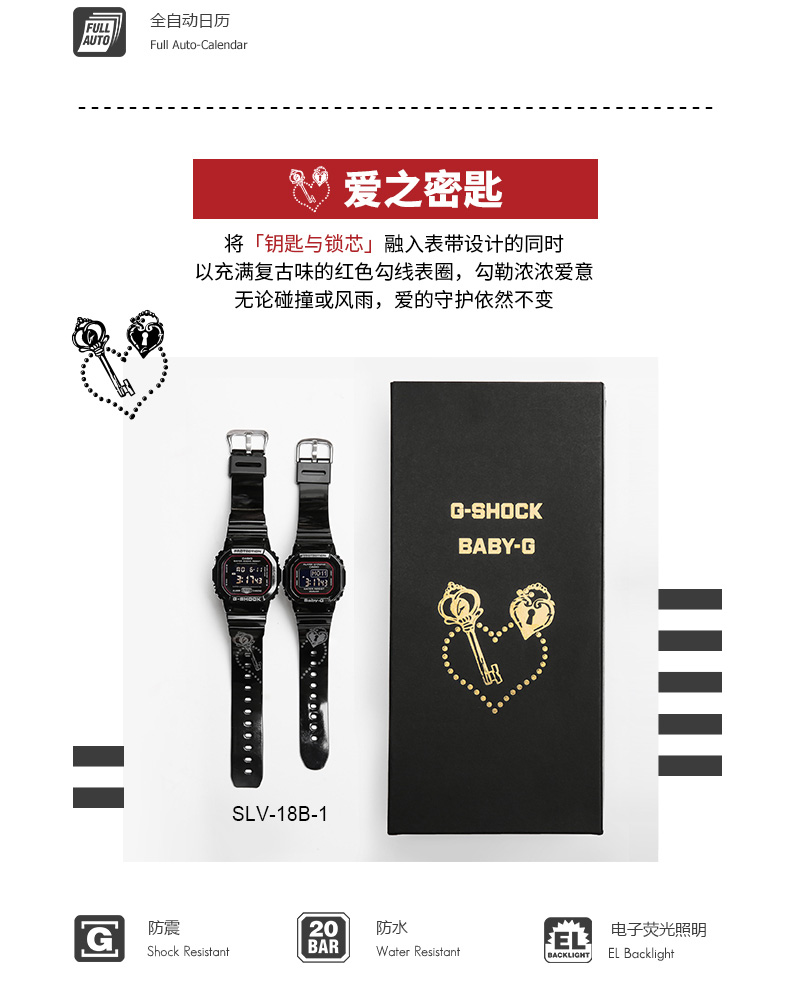 FULL
AUTO
全自动日历
Full Auto-Calendar
爱之密匙
将「钥匙与锁芯」融入表带设计的同时
以充满复古味的红色勾线表圈，勾勒浓浓爱意
无论碰撞或风雨，爱的守护依然不变
G-SHOCK
BABY-G
PROTECTION
CASIO
G-SHOCK
Baby-G
SLV-18B-1
G
防震
Shock Resistant
20
BAR
防水
Water Resistant
EL
BACKLIGHT
电子荧光照明
EL Backlight